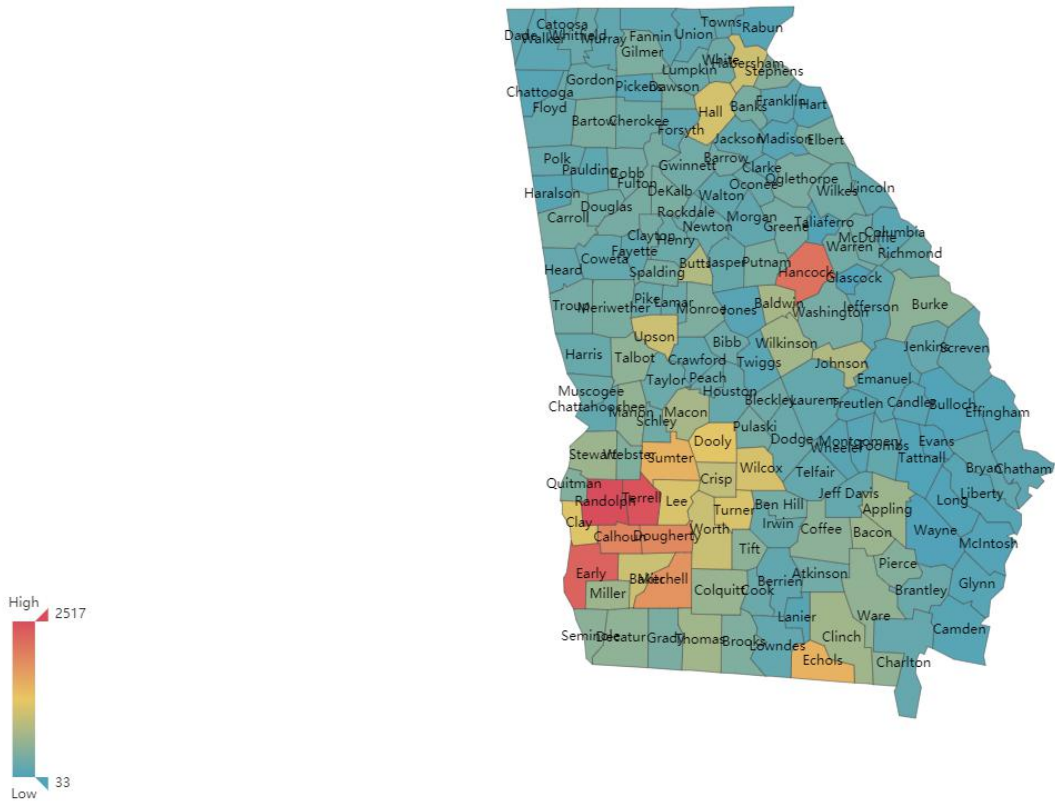 Towns
Rabun
Catoosa
Dade
Walker
Whitfield
Murray
Fannin
Union
Gilmer
White
Habersham
Stephens
Lumpkin
Gordon
Pickens
Dawson
Chattooga
Floyd
Hall
Banks
Franklin
Hart
Bartow
Cherokee
Forsyth
Jackson
Madison
Elbert
Polk
Paulding
Cobb
Fulton
Gwinnett
Barrow
Clarke
Oconee
Oglethorpe
Wilkes
Lincoln
Haralson
Carroll
Douglas
DeKalb
Rockdale
Walton
Newton
Morgan
Greene
Taliaferro
Warren
McDuffie
Columbia
Richmond
Clayton
Henry
Fayette
Coweta
Heard
Spalding
Butts
Jasper
Putnam
Hancock
Glascock
Troup
Meriwether
Pike
Lamar
Monroe
Jones
Baldwin
Washington
Jefferson
Burke
Upson
Bibb
Wilkinson
Johnson
Jenkins
Screven
Harris
Talbot
Crawford
Twiggs
Emanuel
Taylor
Peach
Houston
Bleckley
Laurens
Treutlen
Candler
Bulloch
Effingham
Muscogee
Chattahoochee
Marion
Schley
Macon
Pulaski
Dodge
Wheeler
Montgomery
Toombs
Evans
Tattnall
Stewart
Webster
Sumter
Dooly
Crisp
Wilcox
Telfair
Bryan
Chatham
Quitman
Randolph
Terrell
Lee
Turner
Ben Hill
Jeff Davis
Appling
Long
Liberty
Clay
Calhoun
Dougherty
Worth
Irwin
Coffee
Bacon
Wayne
McIntosh
Tift
Early
Baker
Mitchell
Miller
Colquitt
Cook
Berrien
Atkinson
Pierce
Brantley
Glynn
Lanier
Ware
Seminole
Decatur
Grady
Thomas
Brooks
Lowndes
Clinch
Echols
Charlton
Camden
High
2517
33
Low